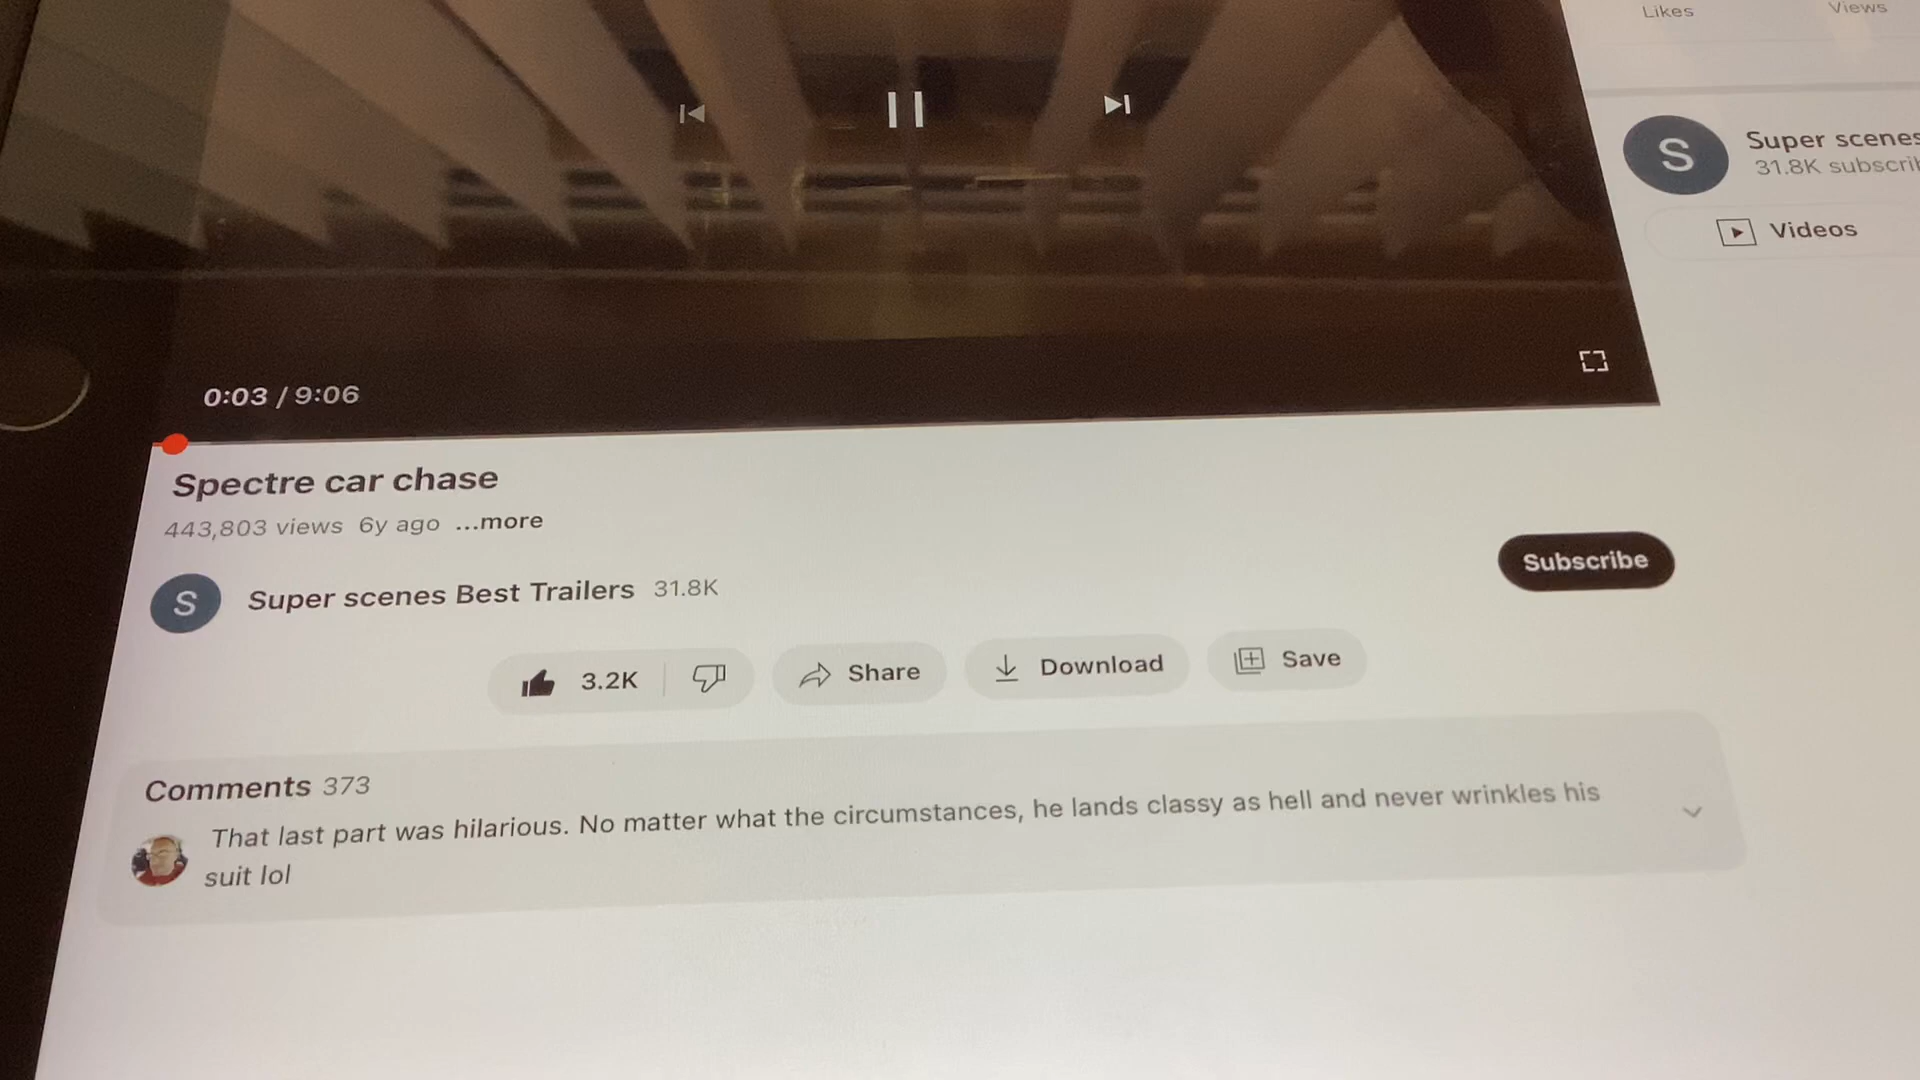 Likes
Views
S
Super scenes
31.8K
Videos
0:03 / 9:06
Spectre car chase
443,803 views 6y ago ...more
S
Super scenes Best Trailers 31.8K
Subscribe
3.2K
Share
Download
Save
Comments 373
That last part was hilarious. No matter what the circumstances, he lands classy as hell and never wrinkles his
suit lol